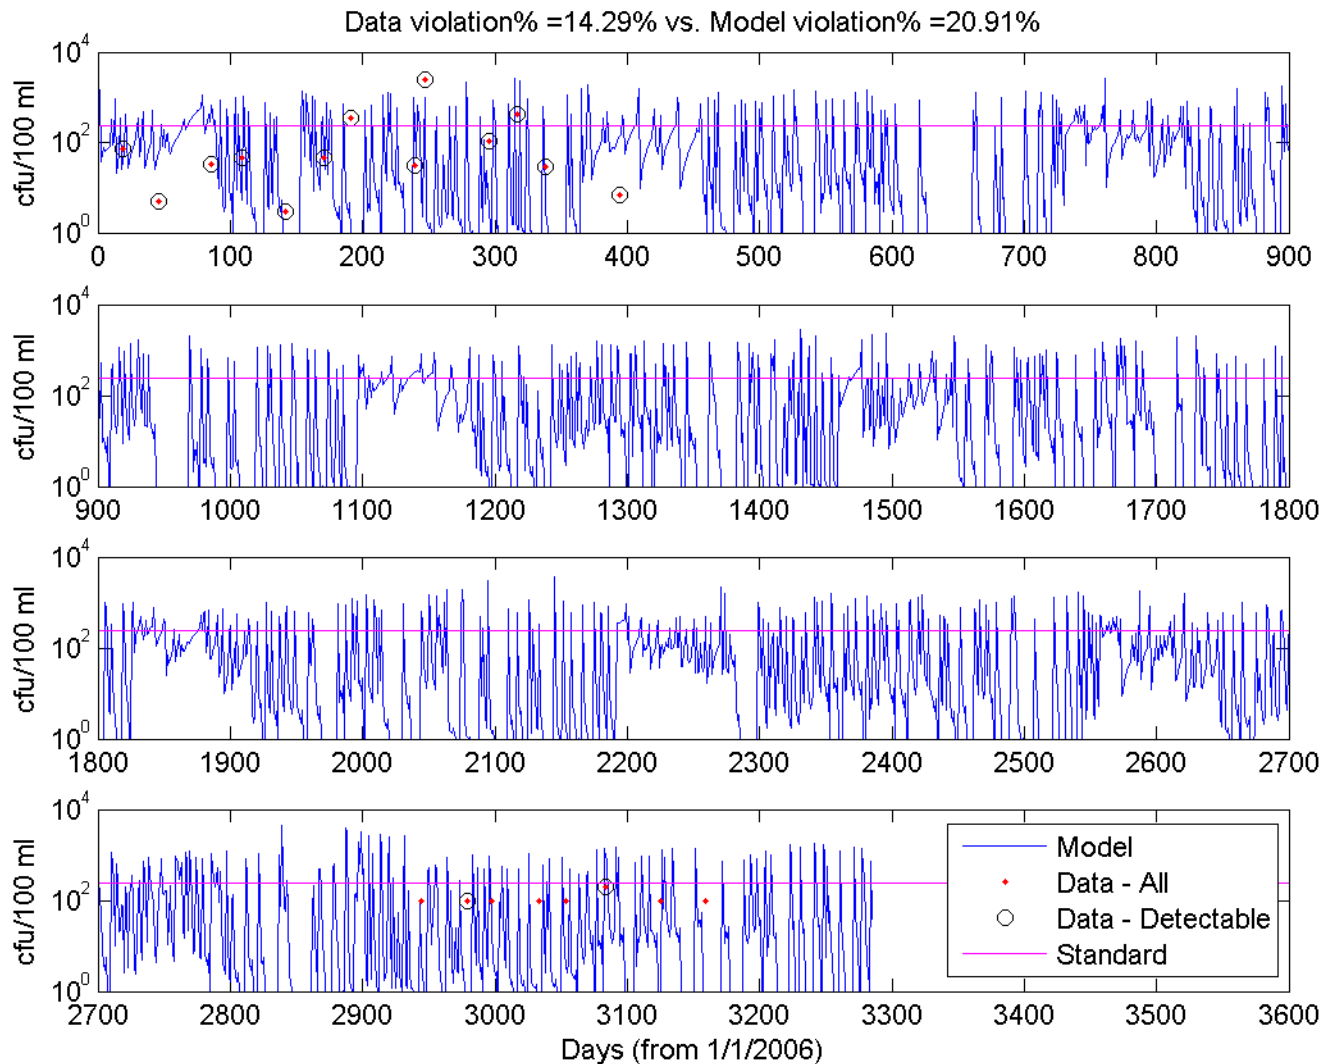 Data violation% =14.29% vs. Model violation% =20.91%
cfu/100 ml
10^4
10^2
10^0
0 100 200 300 400 500 600 700 800 900
cfu/100 ml
10^4
10^2
10^0
900 1000 1100 1200 1300 1400 1500 1600 1700 1800
cfu/100 ml
10^4
10^2
10^0
1800 1900 2000 2100 2200 2300 2400 2500 2600 2700
cfu/100 ml
10^4
10^2
10^0
Model
Data - All
Data - Detectable
Standard
2700 2800 2900 3000 3100 3200 3300 3400 3500 3600
Days (from 1/1/2006)